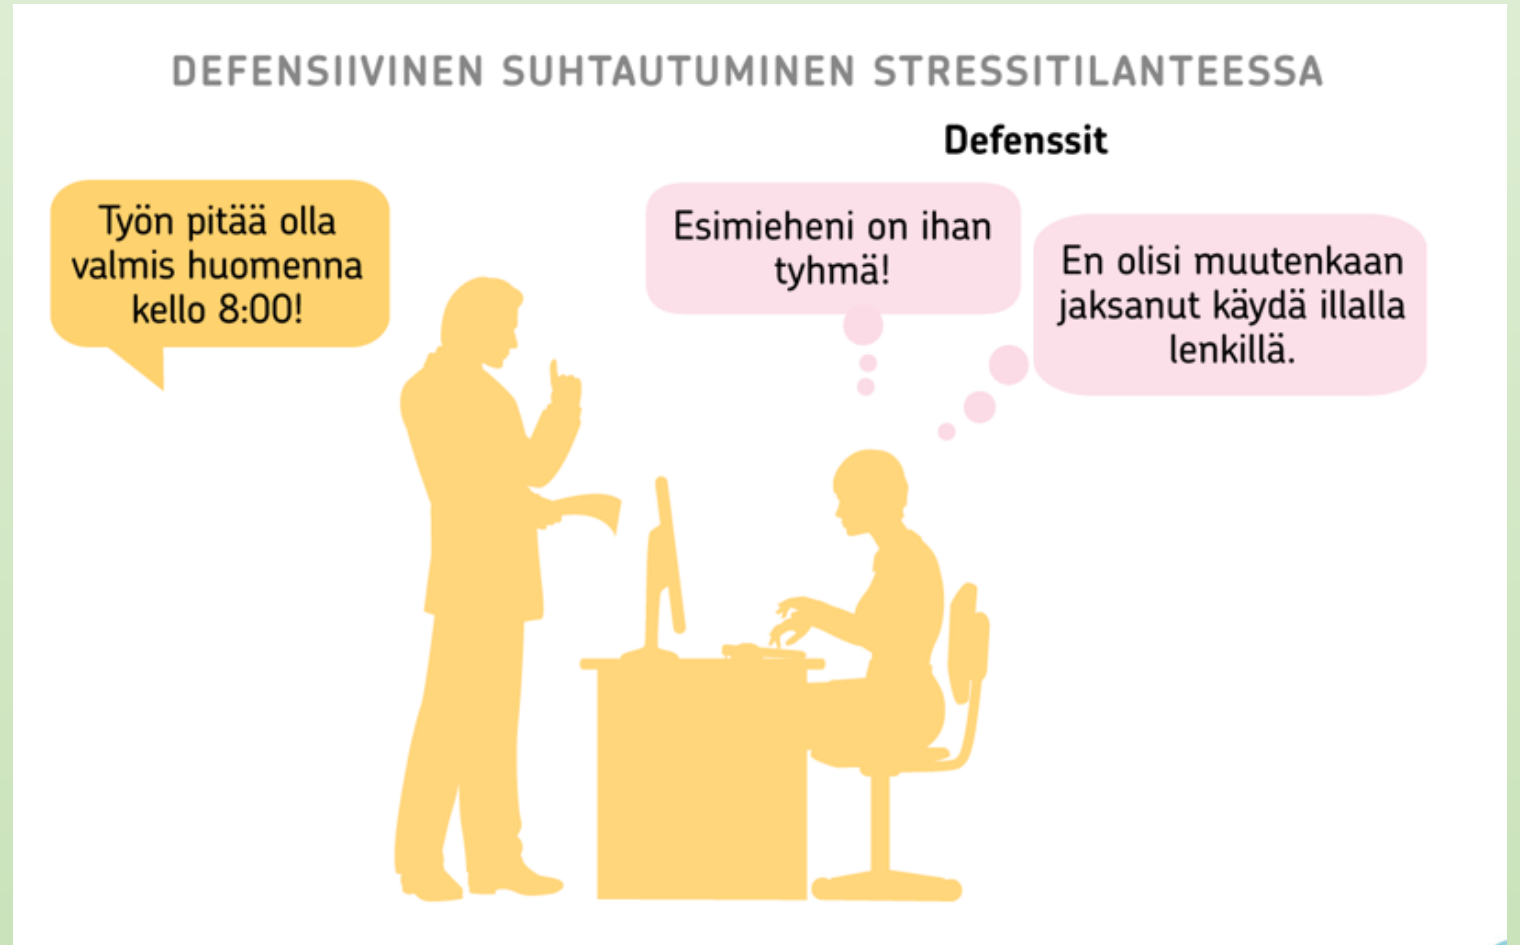 DEFENSIIVINEN SUHTAUTUMINEN STRESSITILANTEESSA
Defenssit
Työn pitää olla
valmis huomenna
kello 8:00!
Esimieheni on ihan
tyhmä!
En olisi muutenkaan
jaksanut käydä illalla
lenkillä.